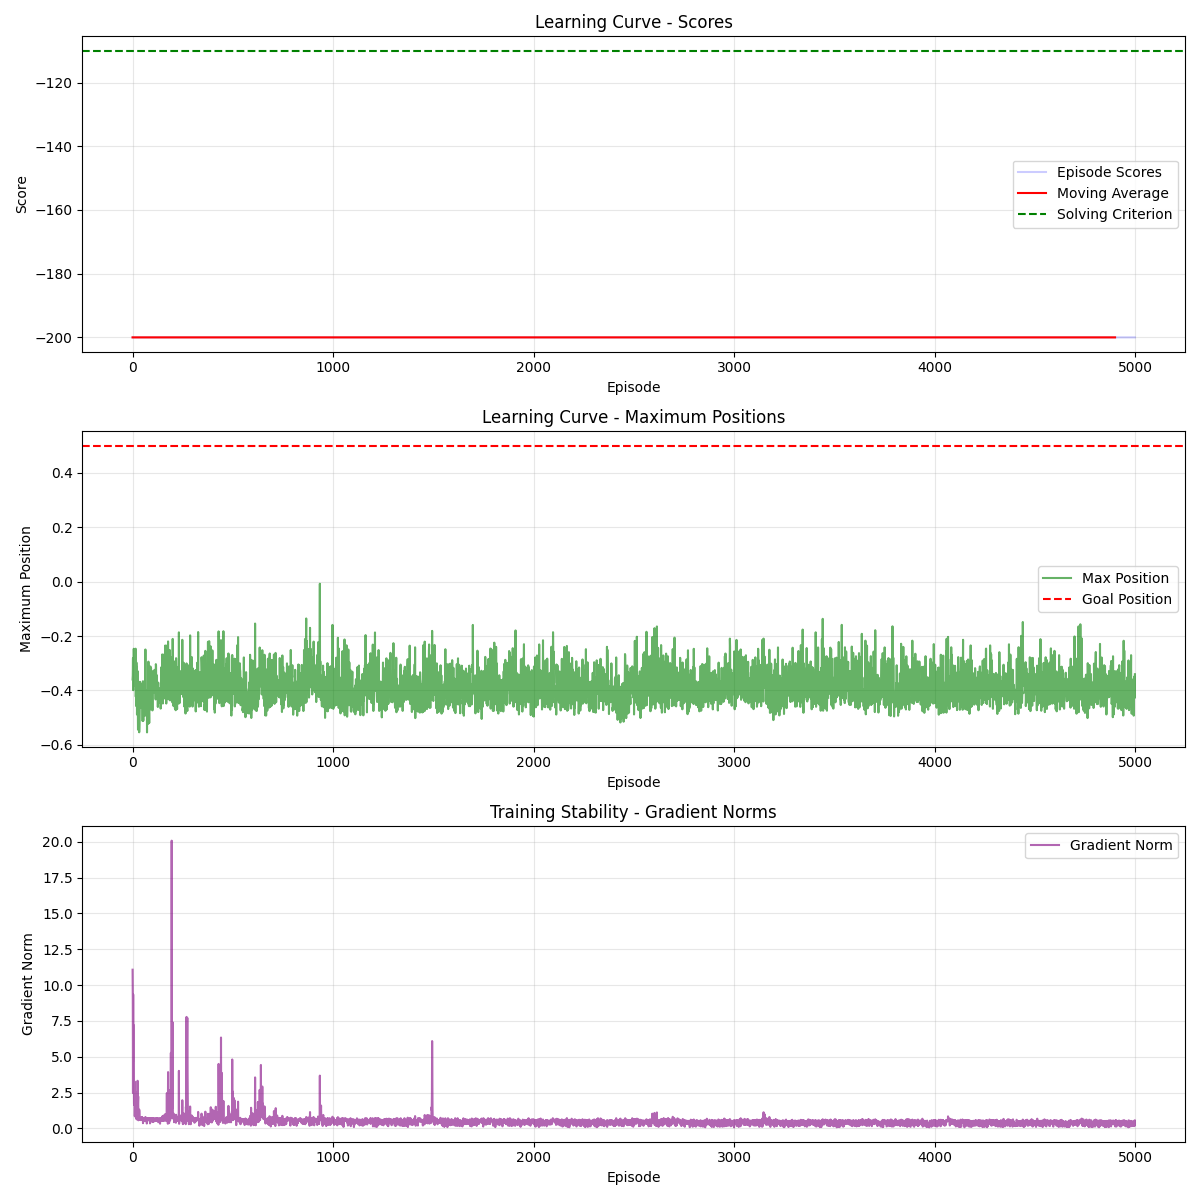 Learning Curve - Scores
Score
−120
−140
−160
−180
−200
Episode Scores
Moving Average
Solving Criterion
0 1000 2000 3000 4000 5000
Episode
Learning Curve - Maximum Positions
Maximum Position
0.4
0.2
0.0
−0.2
−0.4
−0.6
Max Position
Goal Position
0 1000 2000 3000 4000 5000
Episode
Training Stability - Gradient Norms
Gradient Norm
20.0
17.5
15.0
12.5
10.0
7.5
5.0
2.5
0.0
Gradient Norm
0 1000 2000 3000 4000 5000
Episode